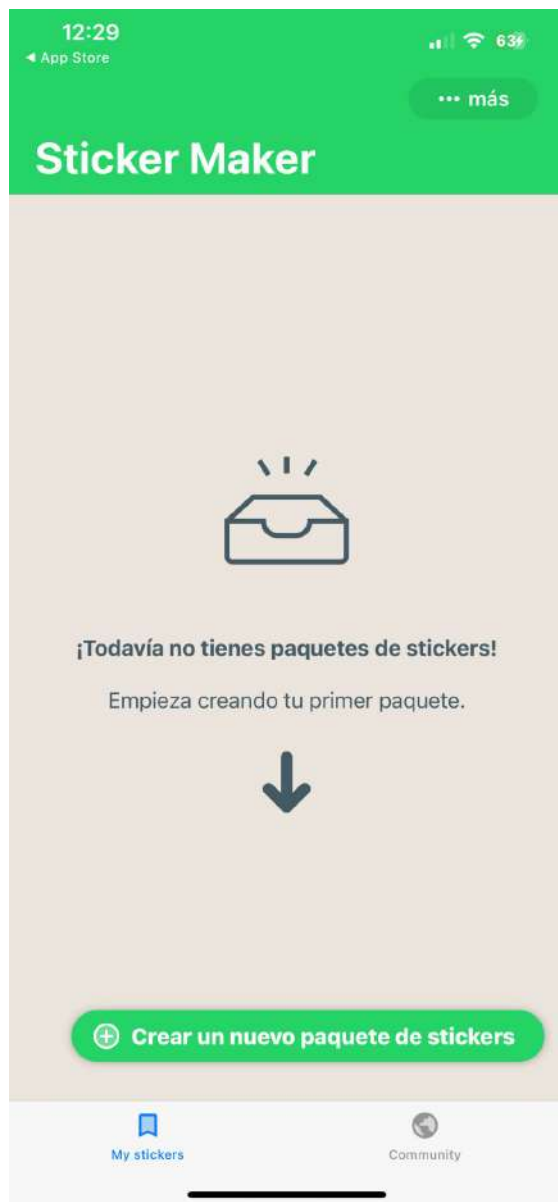 12:29
◀ App Store
63
••• más
Sticker Maker
¡Todavía no tienes paquetes de stickers!
Empieza creando tu primer paquete.
Crear un nuevo paquete de stickers
My stickers
Community